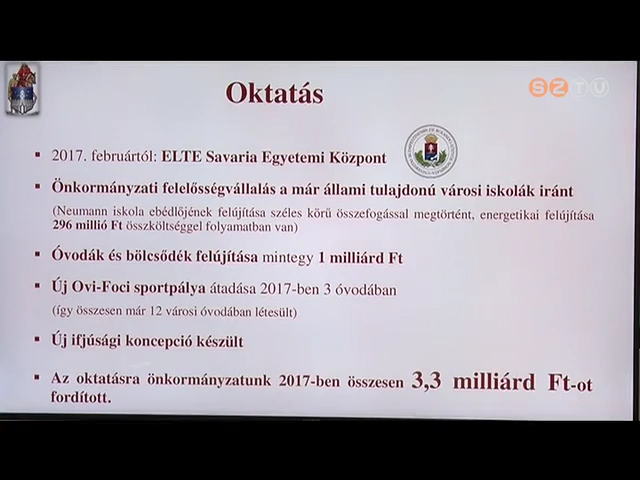 SZTV
Oktatás
▪ 2017. februártól: ELTE Savaria Egyetemi Központ
▪ Önkormányzati felelősségvállalás a már állami tulajdonú városi iskolák iránt
(Neumann iskola ebédlőjének felújítása széles körű összefogással megtörtént, energetikai felújítása
296 millió Ft összköltséggel folyamatban van)
▪ Óvodák és bölcsődék felújítása mintegy 1 milliárd Ft
▪ Új Ovi-Foci sportpálya átadása 2017-ben 3 óvodában
(így összesen már 12 városi óvodában létesült)
▪ Új ifjúsági koncepció készült
▪ Az oktatásra önkormányzatunk 2017-ben összesen 3,3 milliárd Ft-ot
fordított.